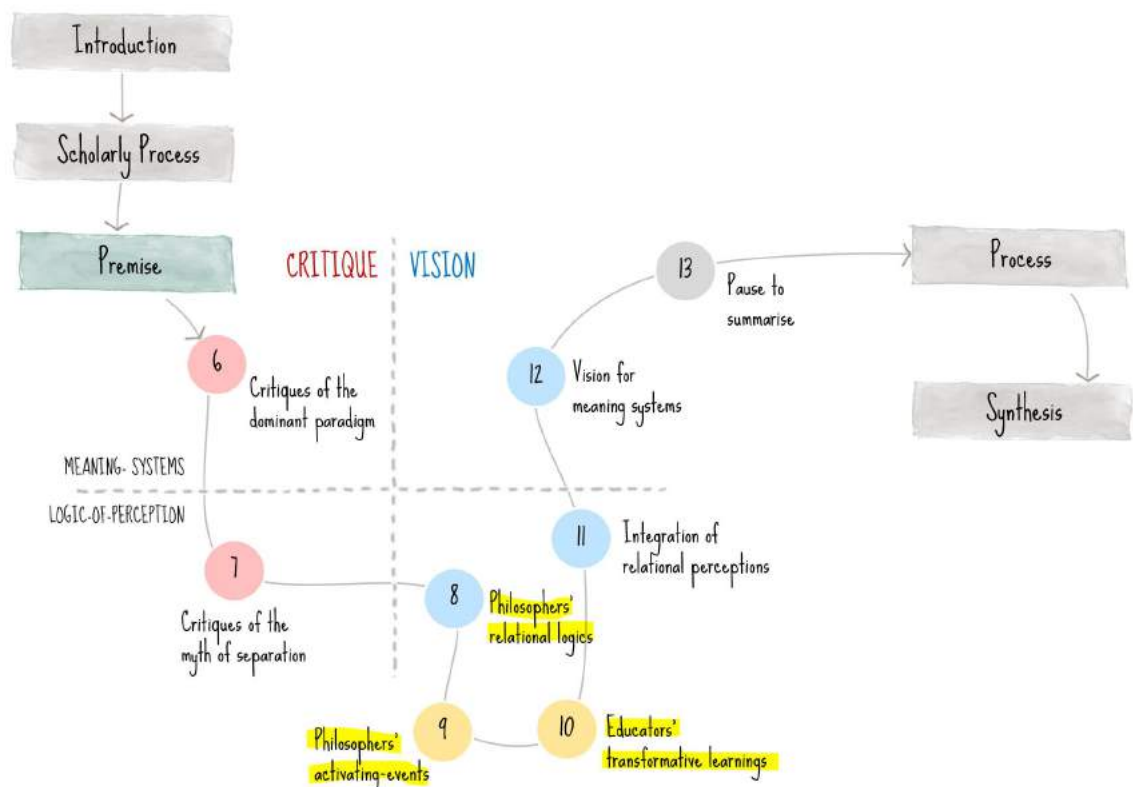 Introduction
Scholarly Process
Premise
CRITIQUE
VISION
6
Critiques of the
dominant paradigm
MEANING- SYSTEMS
LOGIC-OF-PERCEPTION
7
Critiques of the
myth of separation
8
Philosophers'
relational logics
9
Philosophers'
activating-events
10
Educators'
transformative learnings
11
Integration of
relational perceptions
12
Vision for
meaning systems
13
Pause to
summarise
Process
Synthesis